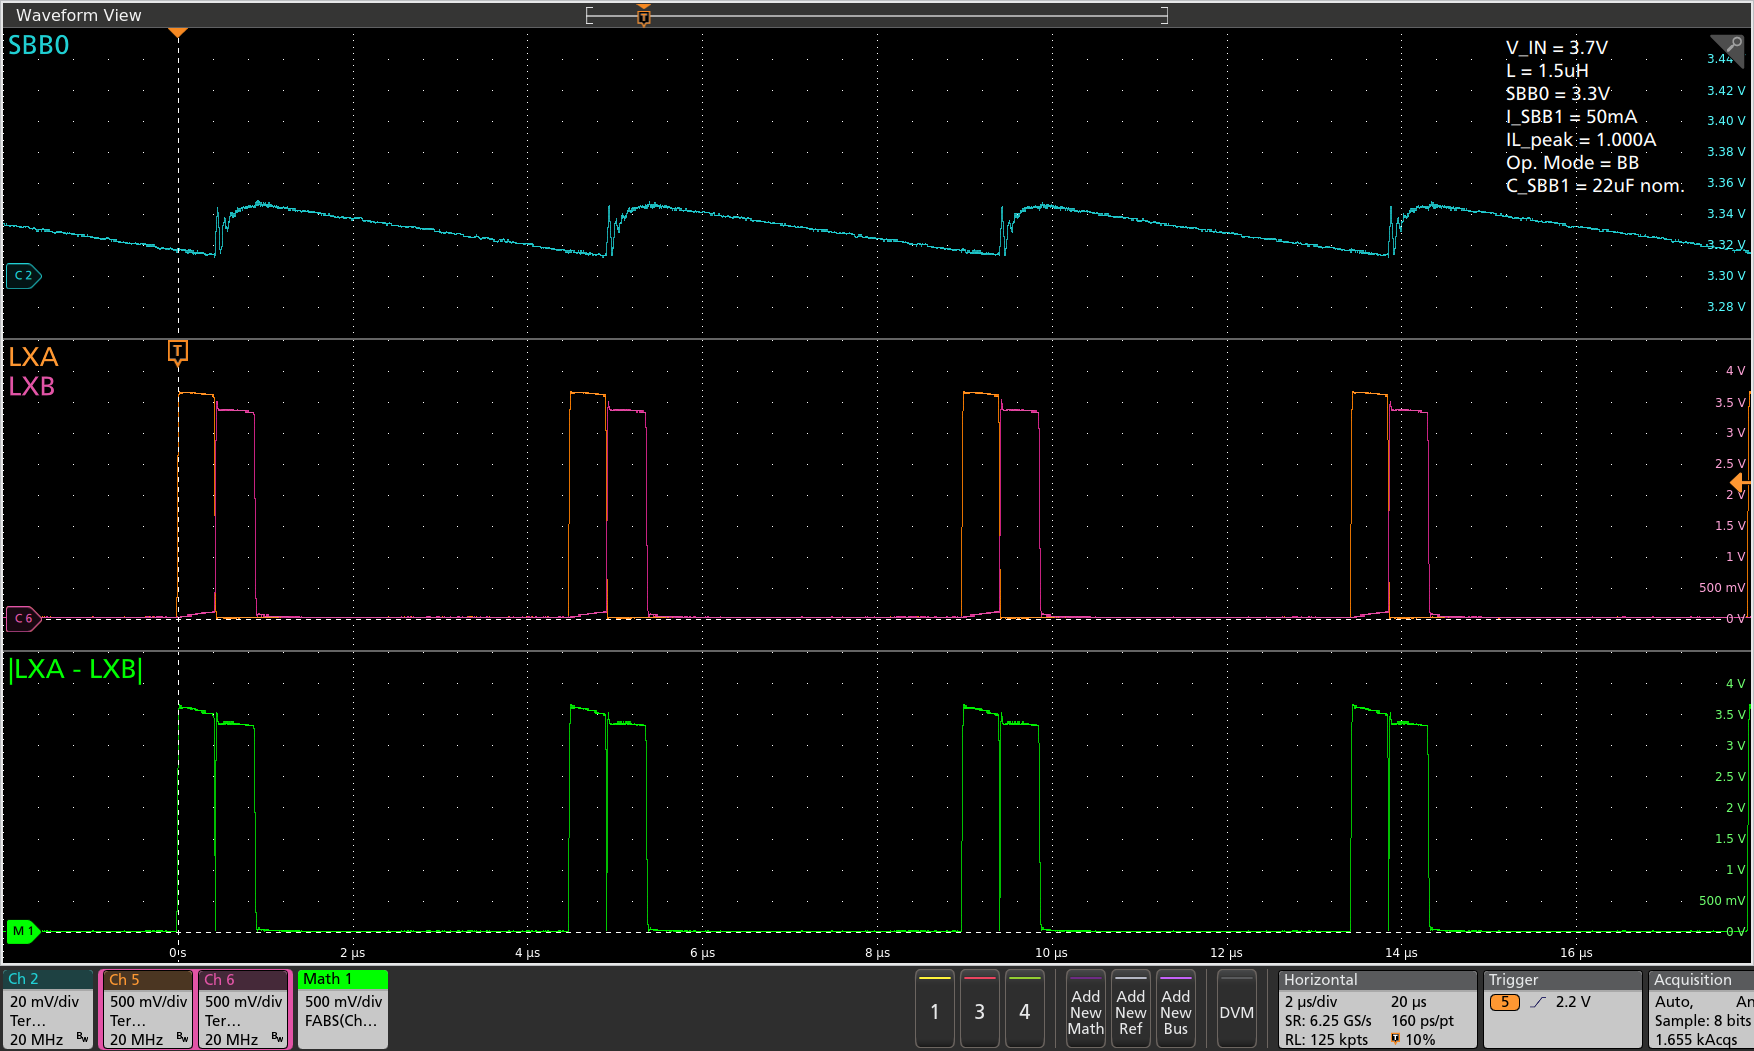 Waveform View
T
SBB0
V_IN = 3.7V
L = 1.5uH
SBB0 = 3.3V
I_SBB1 = 50mA
IL_peak = 1.000A
Op. Mode = BB
C_SBB1 = 22uF nom.
3.44
3.42 V
3.40 V
3.38 V
3.36 V
3.34 V
3.32 V
3.30 V
3.28 V
C 2
LXA
LXB
T
4 V
3.5 V
3 V
2.5 V
2 V
1.5 V
1 V
500 mV
0 V
C 6
|LXA - LXB|
4 V
3.5 V
3 V
2.5 V
2 V
1.5 V
1 V
500 mV
0 V
M 1
0 s 2 µs 4 µs 6 µs 8 µs 10 µs 12 µs 14 µs 16 µs
Ch 2
20 mV/div
Ter...
20 MHz Bw
Ch 5
500 mV/div
Ter...
20 MHz Bw
Ch 6
500 mV/div
Ter...
20 MHz Bw
Math 1
500 mV/div
FABS(Ch...
1
3
4
Add
New
Math
Add
New
Ref
Add
New
Bus
DVM
Horizontal
2 µs/div 20 µs
SR: 6.25 GS/s 160 ps/pt
RL: 125 kpts T 10%
Trigger
5 2.2 V
Acquisition
Auto, An
Sample: 8 bits
1.655 kAcqs